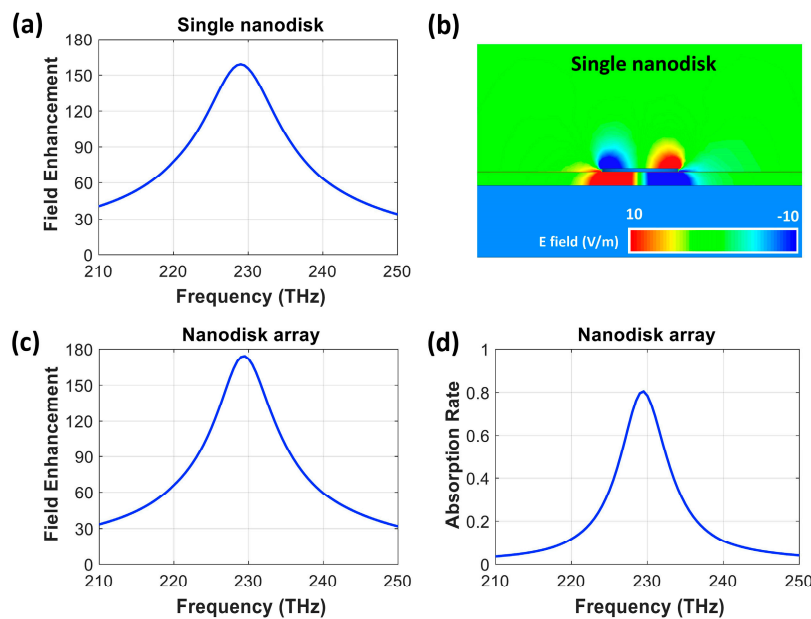 (a)
Single nanodisk
180
150
120
90
60
30
0
Field Enhancement
210 220 230 240 250
Frequency (THz)
(b)
Single nanodisk
10 -10
E field (V/m)
(c)
Nanodisk array
180
150
120
90
60
30
0
Field Enhancement
210 220 230 240 250
Frequency (THz)
(d)
Nanodisk array
1
0.8
0.6
0.4
0.2
0
Absorption Rate
210 220 230 240 250
Frequency (THz)